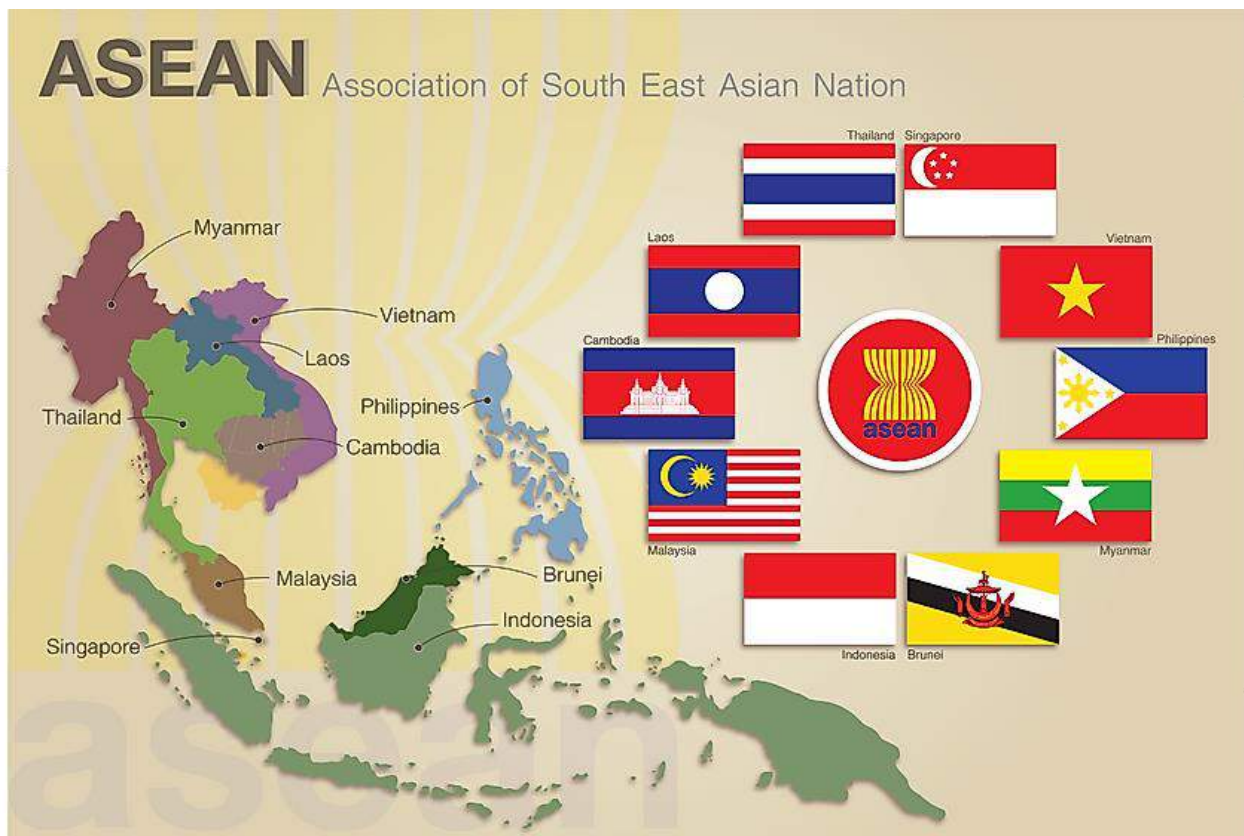 ASEAN Association of South East Asian Nation
Thailand
Singapore
Laos
Vietnam
Cambodia
Philippines
Malaysia
Myanmar
Indonesia
Brunei
asean
Myanmar
Vietnam
Laos
Thailand
Philippines
Cambodia
Malaysia
Brunei
Indonesia
Singapore
asean